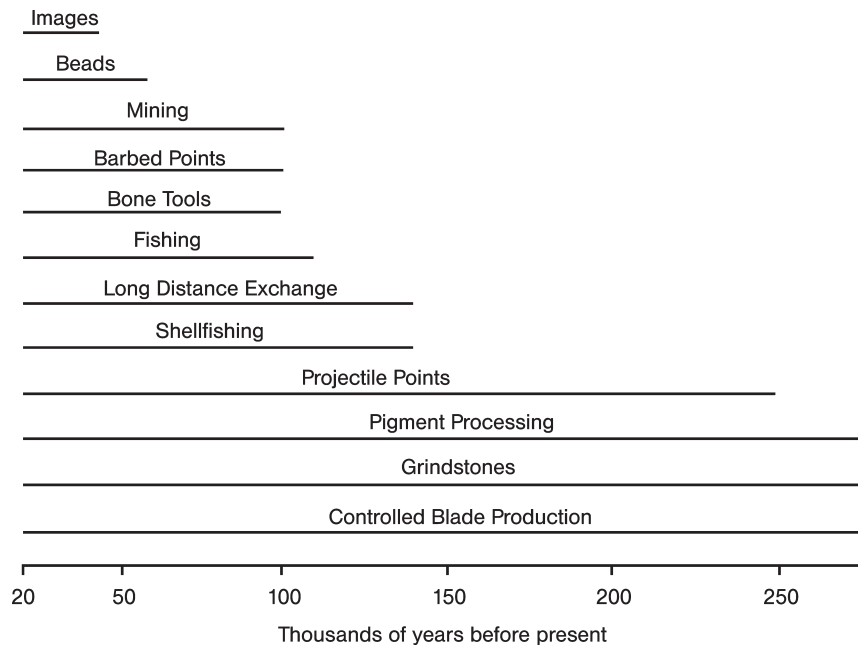 Images
Beads
Mining
Barbed Points
Bone Tools
Fishing
Long Distance Exchange
Shellfishing
Projectile Points
Pigment Processing
Grindstones
Controlled Blade Production
20 50 100 150 200 250
Thousands of years before present